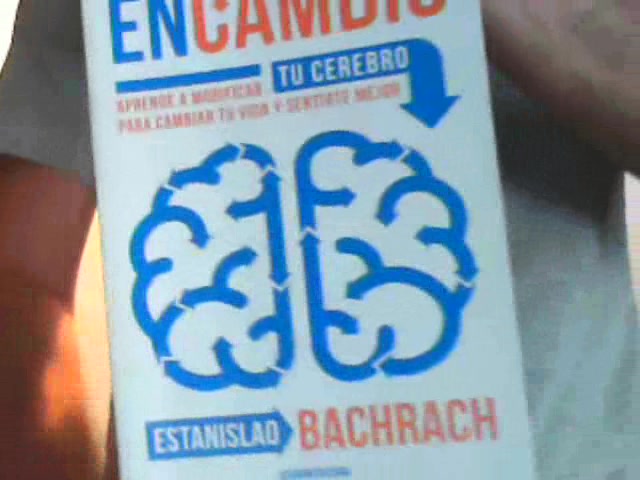 ENCAMBIO
APRENDE A MODIFICAR TU CEREBRO
PARA CAMBIAR TU VIDA Y SENTIRTE MEJOR
ESTANISLAO BACHRACH